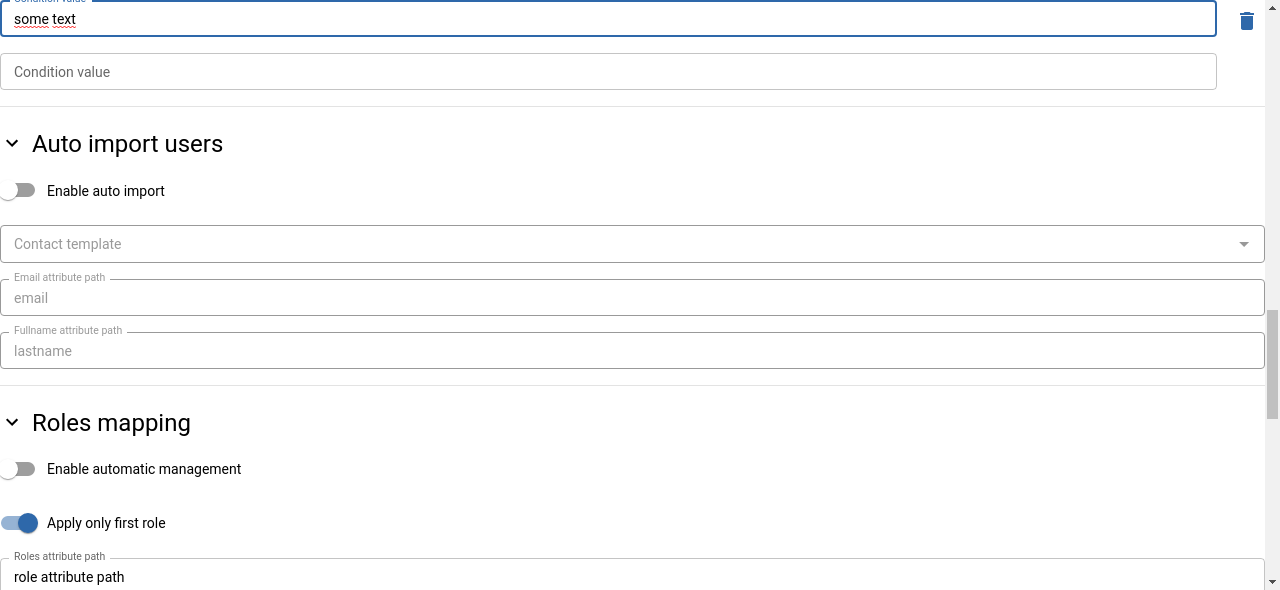 Condition value
some text
Condition value
Auto import users
Enable auto import
Contact template
Email attribute path
email
Fullname attribute path
lastname
Roles mapping
Enable automatic management
Apply only first role
Roles attribute path
role attribute path